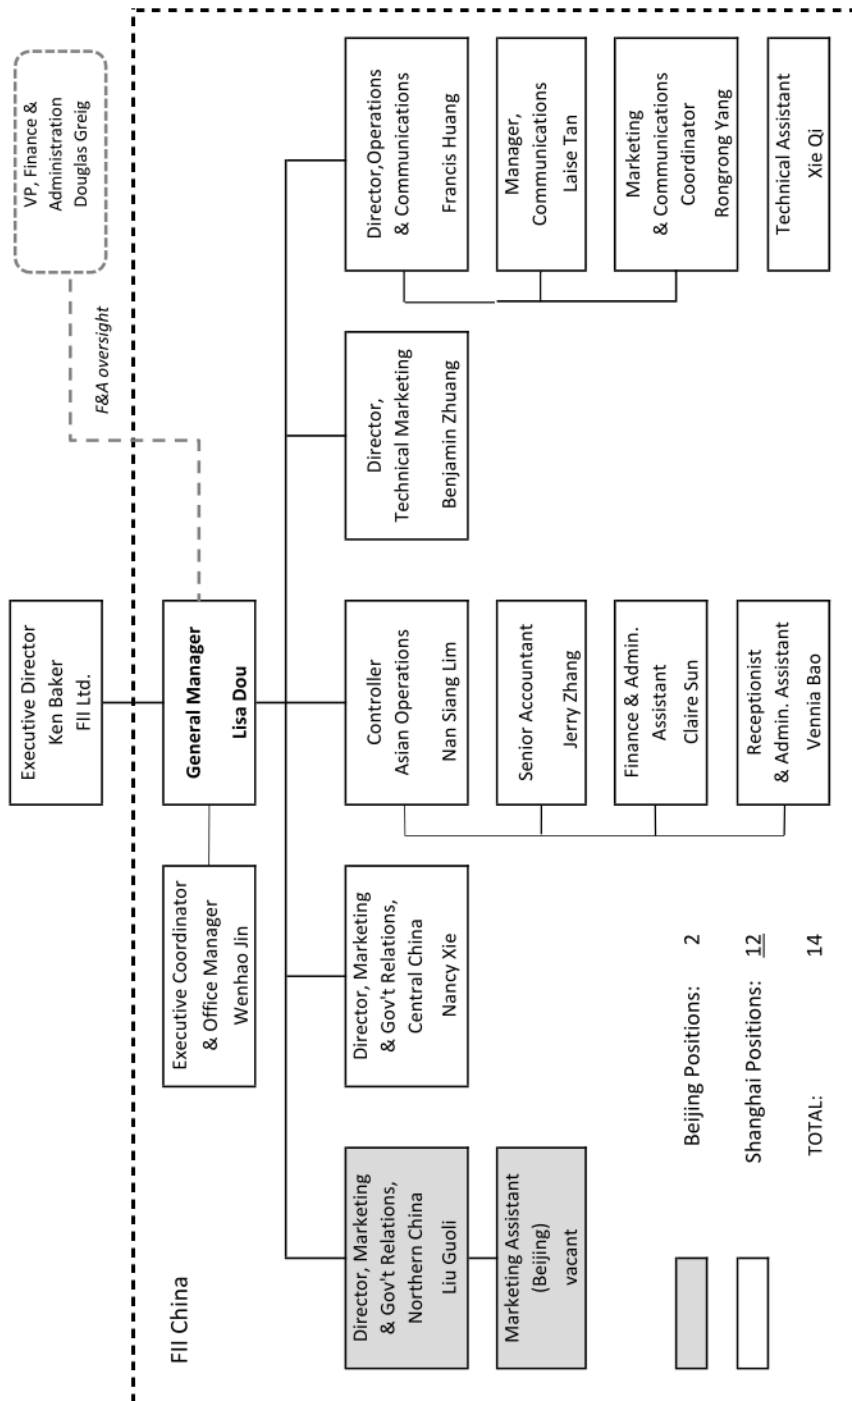 Executive Director
Ken Baker
FII Ltd.
VP, Finance &
Administration
Douglas Greig
F&A oversight
FII China
Executive Coordinator
& Office Manager
Wenhao Jin
General Manager
Lisa Dou
Director, Marketing
& Gov't Relations,
Northern China
Liu Guoli
Marketing Assistant
(Beijing)
vacant
Director, Marketing
& Gov't Relations,
Central China
Nancy Xie
Controller
Asian Operations
Nan Siang Lim
Senior Accountant
Jerry Zhang
Finance & Admin.
Assistant
Claire Sun
Receptionist
& Admin. Assistant
Vennia Bao
Director,
Technical Marketing
Benjamin Zhuang
Director,Operations
& Communications
Francis Huang
Manager,
Communications
Laise Tan
Marketing
& Communications
Coordinator
Rongrong Yang
Technical Assistant
Xie Qi
Beijing Positions: 2
Shanghai Positions: 12
TOTAL: 14